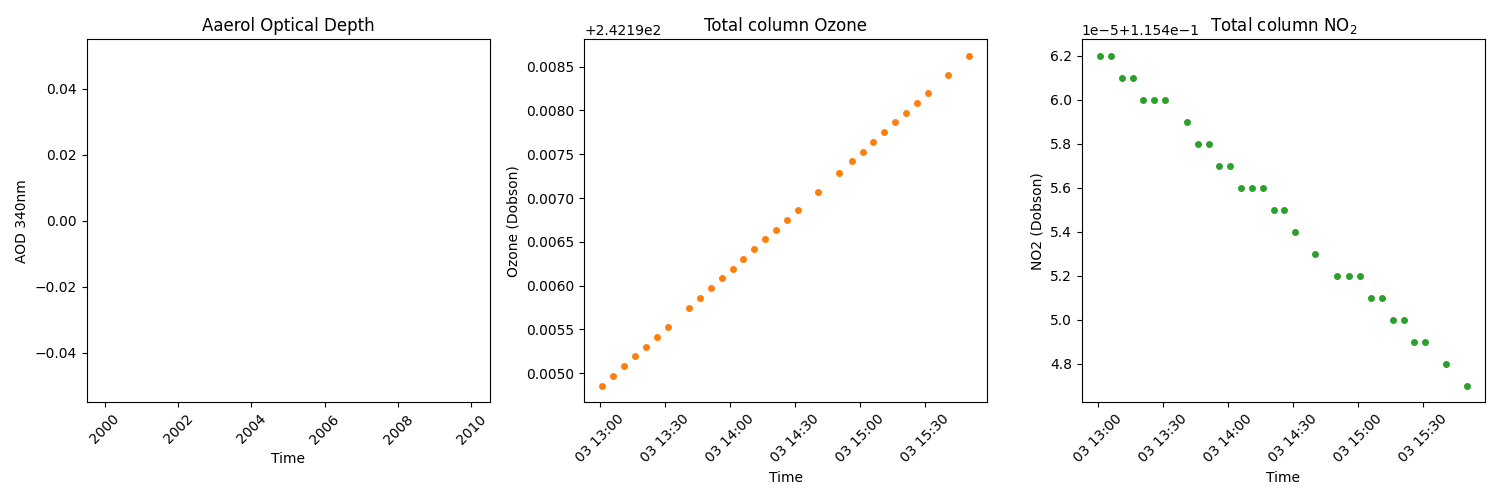 Aaerol Optical Depth
AOD 340nm
0.04
0.02
0.00
−0.02
−0.04
2000 2002 2004 2006 2008 2010
Time
Total column Ozone
+2.4219e2
Ozone (Dobson)
0.0085
0.0080
0.0075
0.0070
0.0065
0.0060
0.0055
0.0050
03 13:00 03 13:30 03 14:00 03 14:30 03 15:00 03 15:30
Time
Total column NO₂
1e−5+1.154e−1
NO2 (Dobson)
6.2
6.0
5.8
5.6
5.4
5.2
5.0
4.8
03 13:00 03 13:30 03 14:00 03 14:30 03 15:00 03 15:30
Time